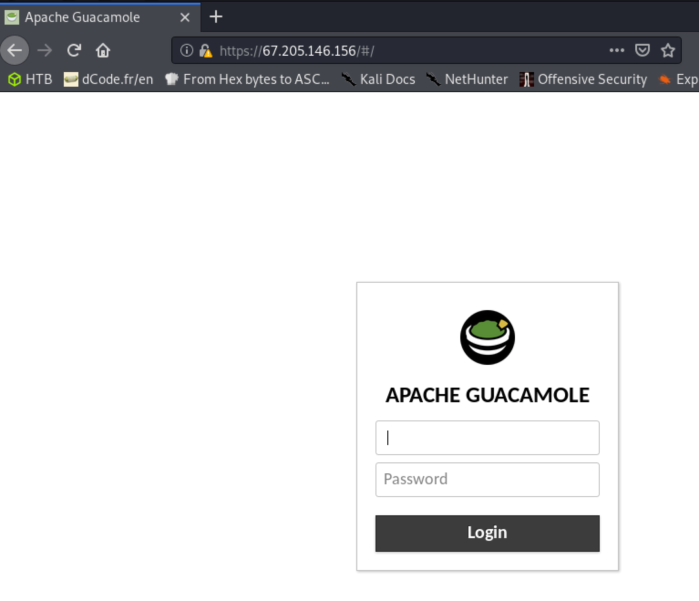 Apache Guacamole
https://67.205.146.156/#/
HTB dCode.fr/en From Hex bytes to ASC... Kali Docs NetHunter Offensive Security Exp
APACHE GUACAMOLE
Password
Login